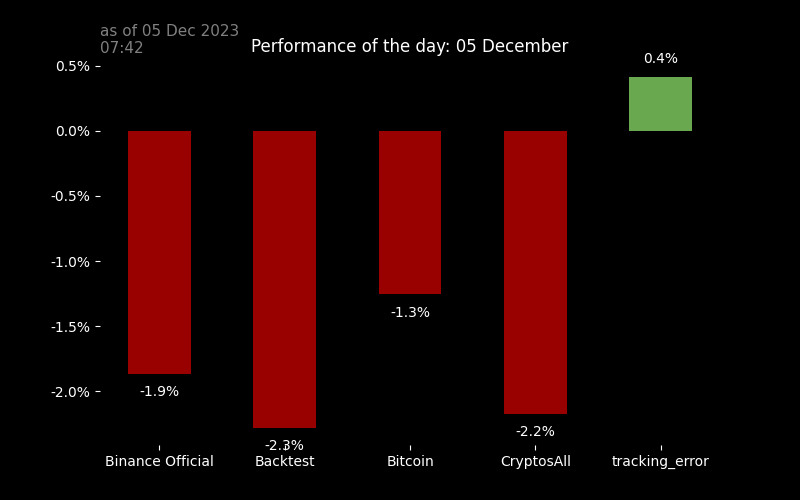 as of 05 Dec 2023
07:42
Performance of the day: 05 December
0.5%
0.0%
-0.5%
-1.0%
-1.5%
-2.0%
0.4%
-1.9%
-2.3%
-1.3%
-2.2%
Binance Official
Backtest
Bitcoin
CryptosAll
tracking_error